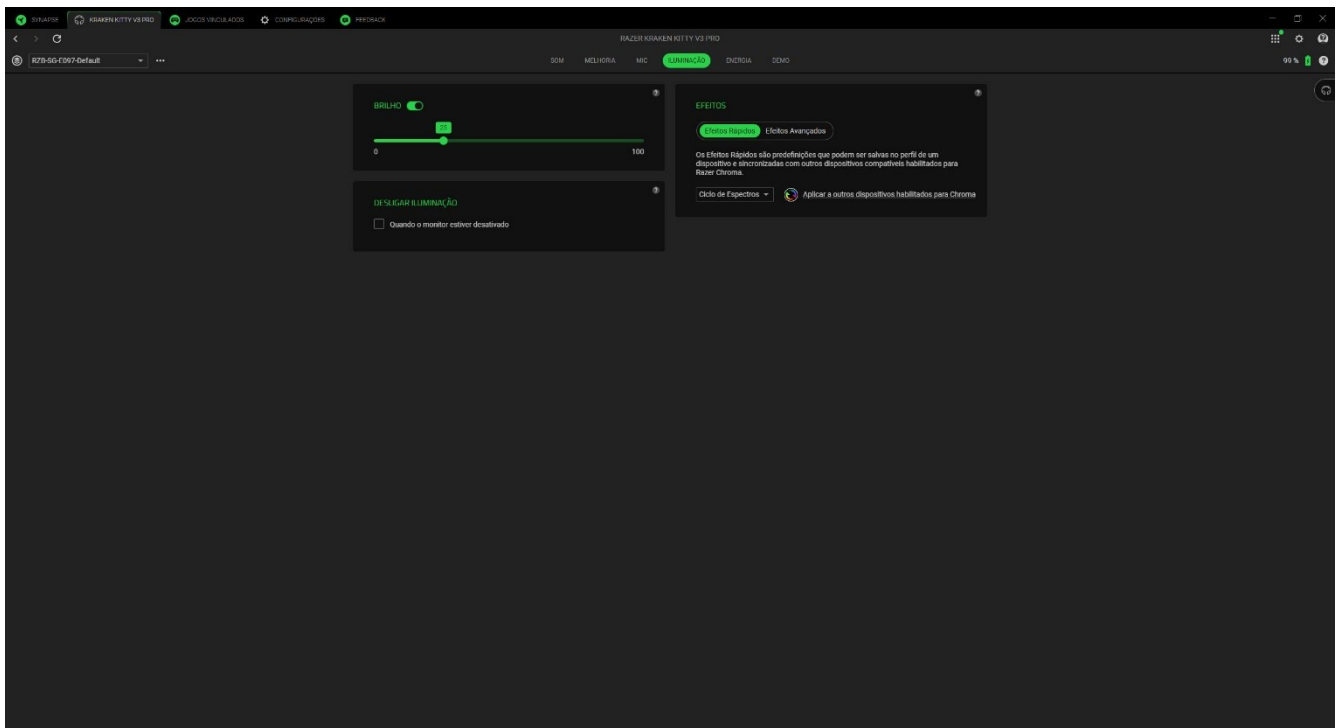 SYNAPSE KRAKEN KITTY V3 PRO JOGOS VINCULADOS CONFIGURAÇÕES FEEDBACK
RAZER KRAKEN KITTY V3 PRO
RZB-SG-E097-Default SOM MELHORIA MIC ILUMINAÇÃO ENERGIA DEMO 99 %
BRILHO
25
0 100
DESLIGAR ILUMINAÇÃO
Quando o monitor estiver desativado
EFEITOS
Efeitos Rápidos Efeitos Avançados
Os Efeitos Rápidos são predefinições que podem ser salvas no perfil de um
dispositivo e sincronizadas com outros dispositivos compatíveis habilitados para
Razer Chroma.
Ciclo de Espectros Aplicar a outros dispositivos habilitados para Chroma